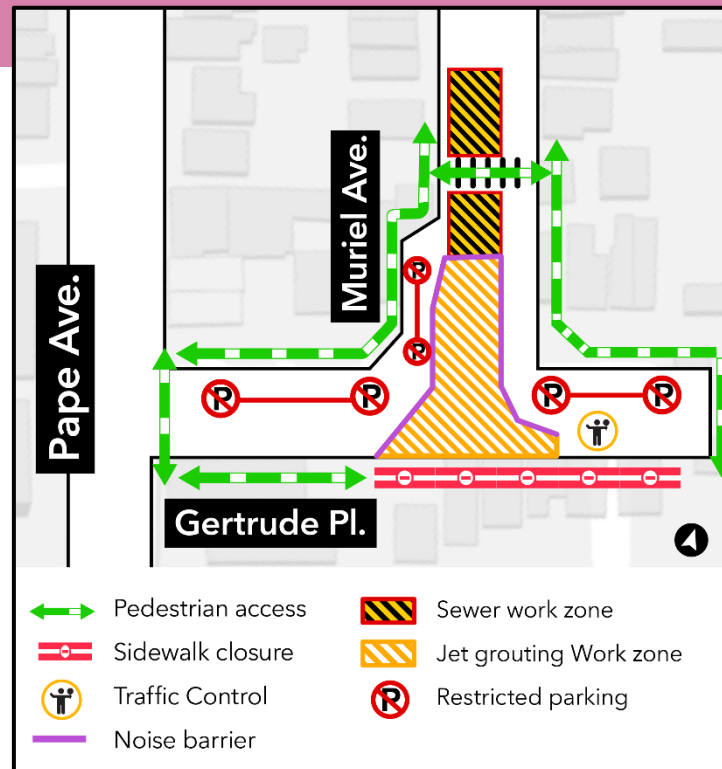 Muriel Ave.
Pape Ave.
P
P
P
P
P
P
Gertrude Pl.
Pedestrian access
Sidewalk closure
Traffic Control
Noise barrier
Sewer work zone
Jet grouting Work zone
P
Restricted parking